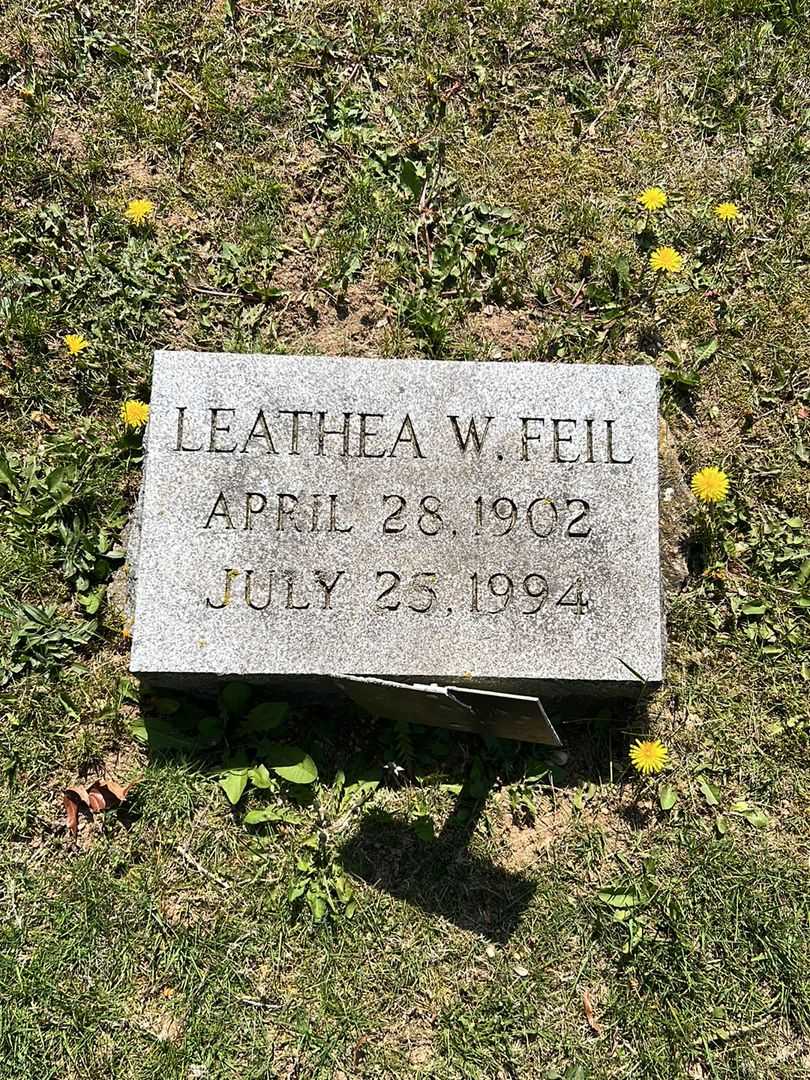 LEATHEA W. FEIL
APRIL 28, 1902
JULY 25, 1994